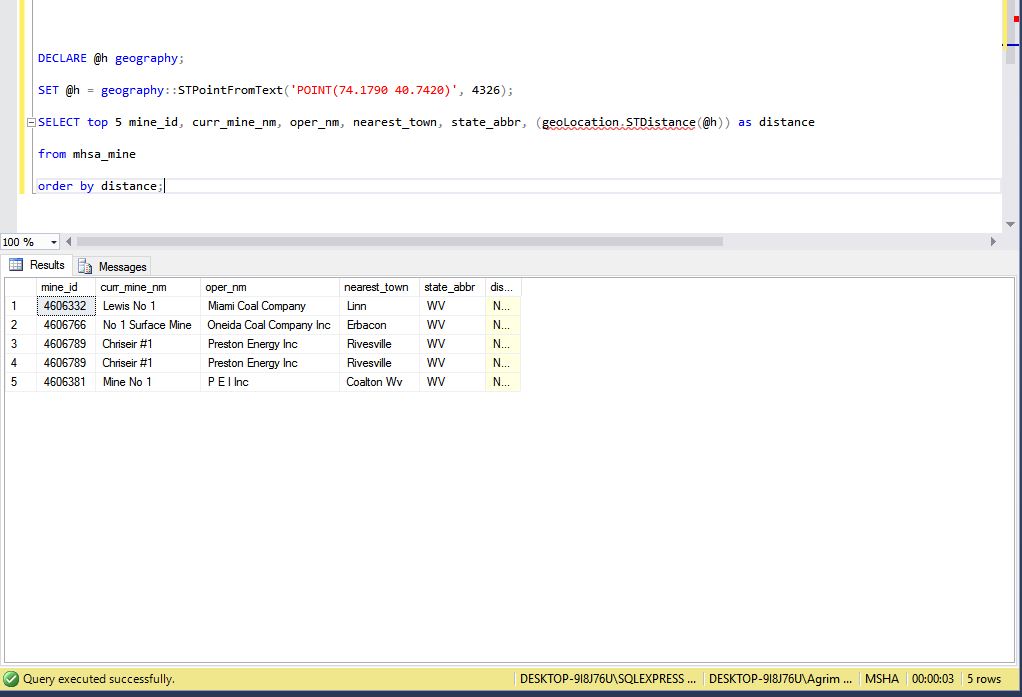 DECLARE @h geography;
SET @h = geography::STPointFromText('POINT(74.1790 40.7420)', 4326);
SELECT top 5 mine_id, curr_mine_nm, oper_nm, nearest_town, state_abbr, (geoLocation.STDistance(@h)) as distance
from mhsa_mine
order by distance;
100 %
Results Messages
mine_id curr_mine_nm oper_nm nearest_town state_abbr dis...
1 4606332 Lewis No 1 Miami Coal Company Linn WV N...
2 4606766 No 1 Surface Mine Oneida Coal Company Inc Erbacon WV N...
3 4606789 Chriseir #1 Preston Energy Inc Rivesville WV N...
4 4606789 Chriseir #1 Preston Energy Inc Rivesville WV N...
5 4606381 Mine No 1 P E I Inc Coalton Wv WV N...
Query executed successfully. DESKTOP-9I8J76U\SQLEXPRESS ... DESKTOP-9I8J76U\Agrim ... MSHA 00:00:03 5 rows